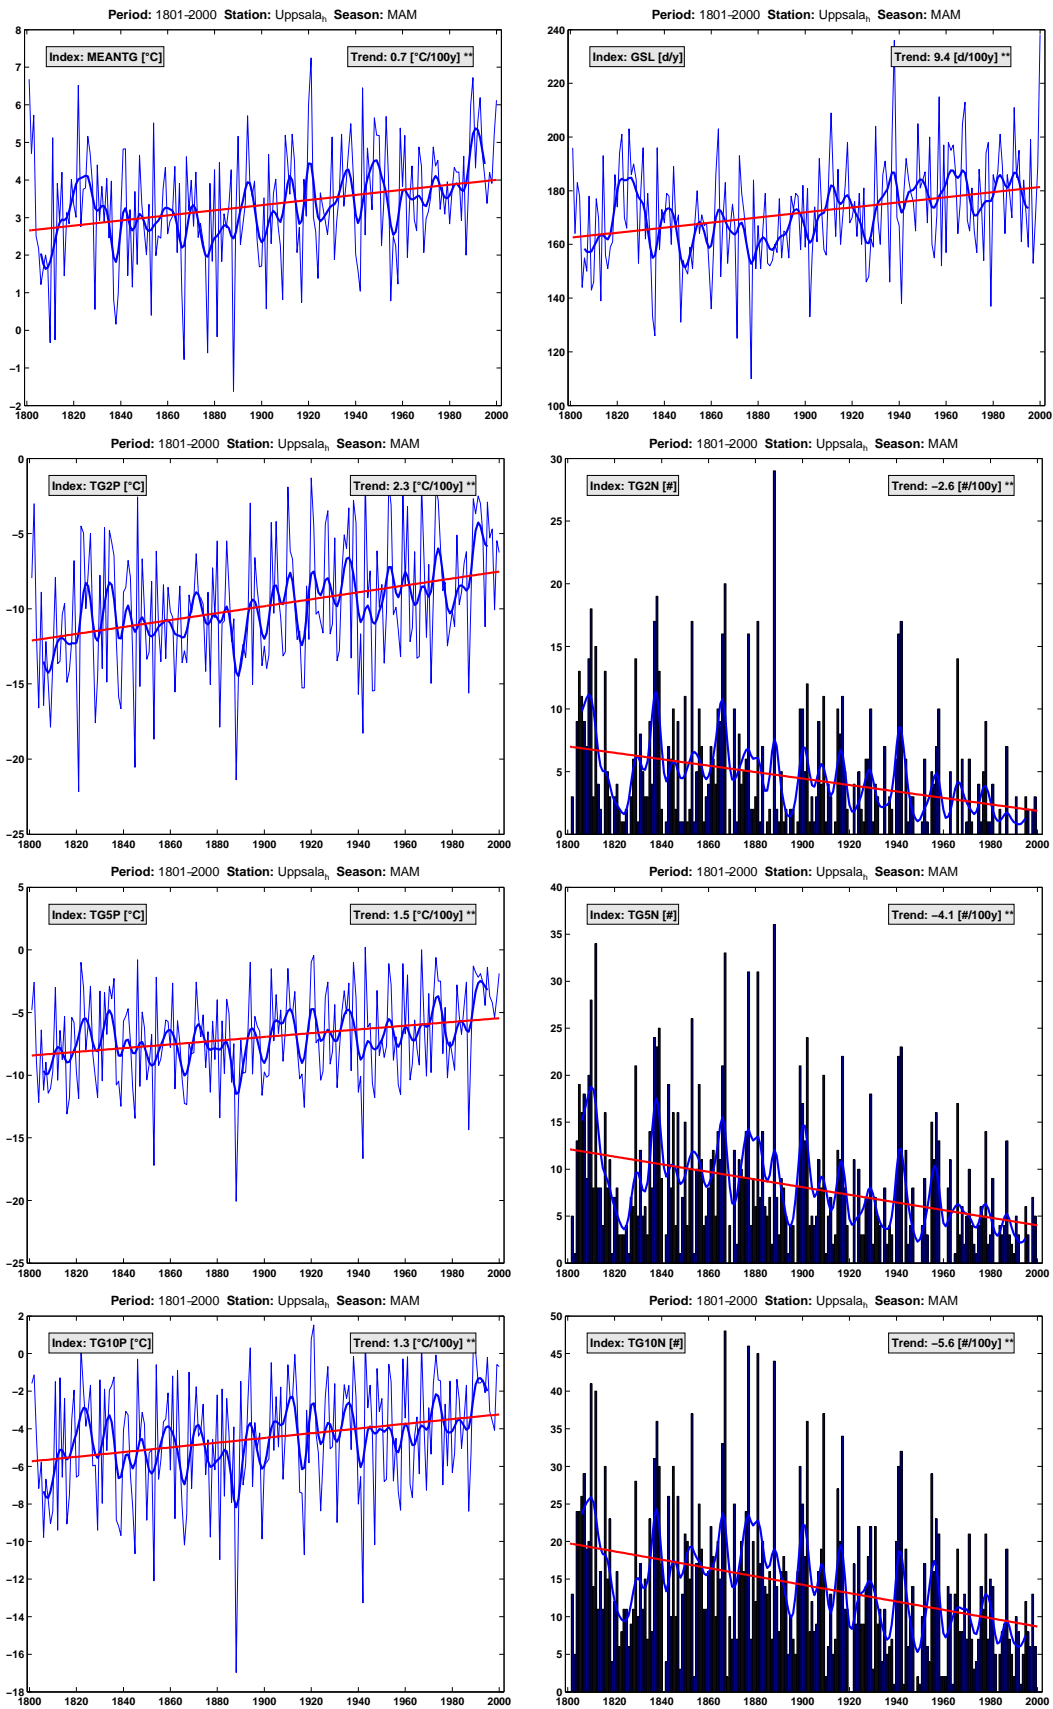 Period: 1801–2000 Station: Uppsalah Season: MAM
Index: MEANTG [°C]
Trend: 0.7 [°C/100y] **
8
7
6
5
4
3
2
1
0
−1
−2
1800 1820 1840 1860 1880 1900 1920 1940 1960 1980 2000
Period: 1801–2000 Station: Uppsalah Season: MAM
Index: GSL [d/y]
Trend: 9.4 [d/100y] **
240
220
200
180
160
140
120
100
1800 1820 1840 1860 1880 1900 1920 1940 1960 1980 2000
Period: 1801–2000 Station: Uppsalah Season: MAM
Index: TG2P [°C]
Trend: 2.3 [°C/100y] **
0
−5
−10
−15
−20
−25
1800 1820 1840 1860 1880 1900 1920 1940 1960 1980 2000
Period: 1801–2000 Station: Uppsalah Season: MAM
Index: TG2N [#]
Trend: −2.6 [#/100y] **
30
25
20
15
10
5
0
1800 1820 1840 1860 1880 1900 1920 1940 1960 1980 2000
Period: 1801–2000 Station: Uppsalah Season: MAM
Index: TG5P [°C]
Trend: 1.5 [°C/100y] **
5
0
−5
−10
−15
−20
−25
1800 1820 1840 1860 1880 1900 1920 1940 1960 1980 2000
Period: 1801–2000 Station: Uppsalah Season: MAM
Index: TG5N [#]
Trend: −4.1 [#/100y] **
40
35
30
25
20
15
10
5
0
1800 1820 1840 1860 1880 1900 1920 1940 1960 1980 2000
Period: 1801–2000 Station: Uppsalah Season: MAM
Index: TG10P [°C]
Trend: 1.3 [°C/100y] **
2
0
−2
−4
−6
−8
−10
−12
−14
−16
−18
1800 1820 1840 1860 1880 1900 1920 1940 1960 1980 2000
Period: 1801–2000 Station: Uppsalah Season: MAM
Index: TG10N [#]
Trend: −5.6 [#/100y] **
50
45
40
35
30
25
20
15
10
5
0
1800 1820 1840 1860 1880 1900 1920 1940 1960 1980 2000